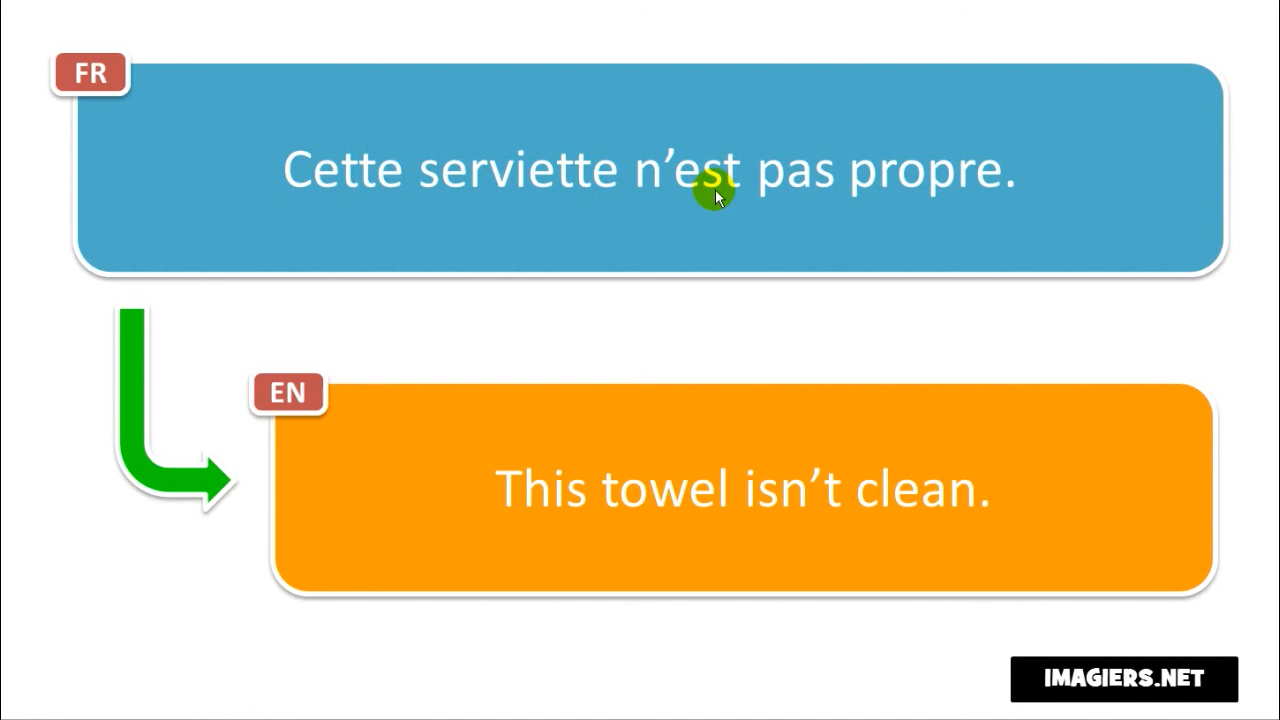 FR
Cette serviette n’est pas propre.
EN
This towel isn’t clean.
IMAGIERS.NET